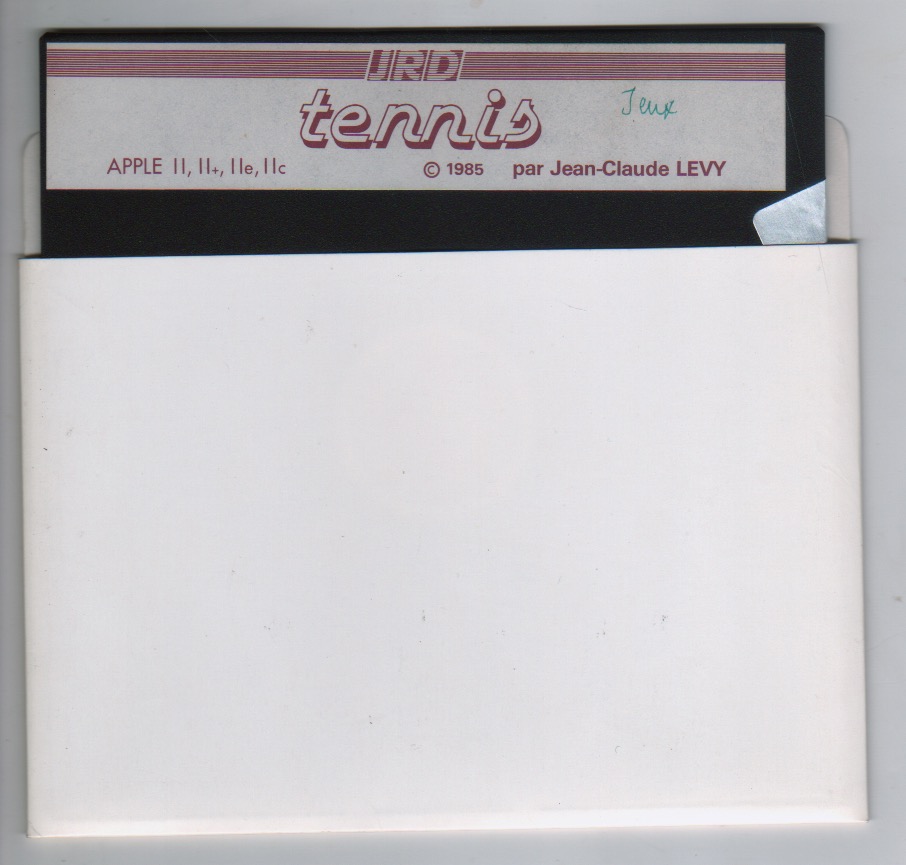 JRD
tennis
Jeux
APPLE II, II+, IIe, IIc © 1985 par Jean-Claude LEVY